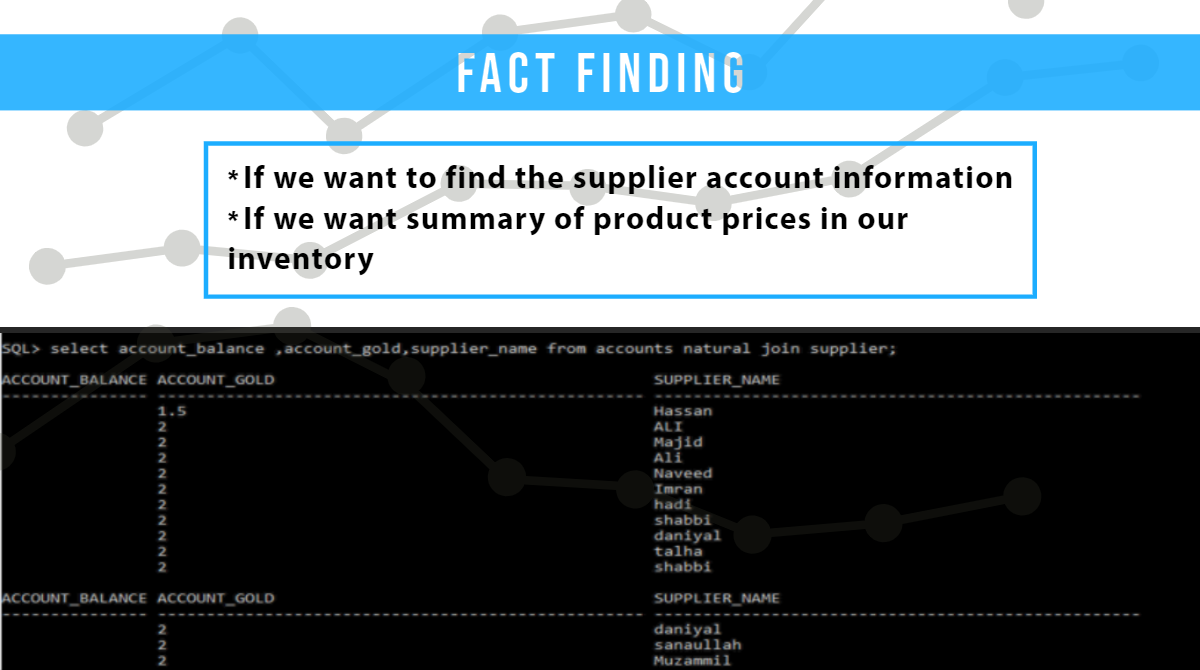 FACT FINDING
*If we want to find the supplier account information
*If we want summary of product prices in our
inventory
SQL> select account_balance ,account_gold,supplier_name from accounts natural join supplier;
ACCOUNT_BALANCE ACCOUNT_GOLD SUPPLIER_NAME
--------------- -------------------------------------------------- --------------------------------------------------
1.5 Hassan
2 ALI
2 Majid
2 Ali
2 Naveed
2 Imran
2 hadi
2 shabbi
2 daniyal
2 talha
2 shabbi
ACCOUNT_BALANCE ACCOUNT_GOLD SUPPLIER_NAME
--------------- -------------------------------------------------- --------------------------------------------------
2 daniyal
2 sanaullah
2 Muzammil